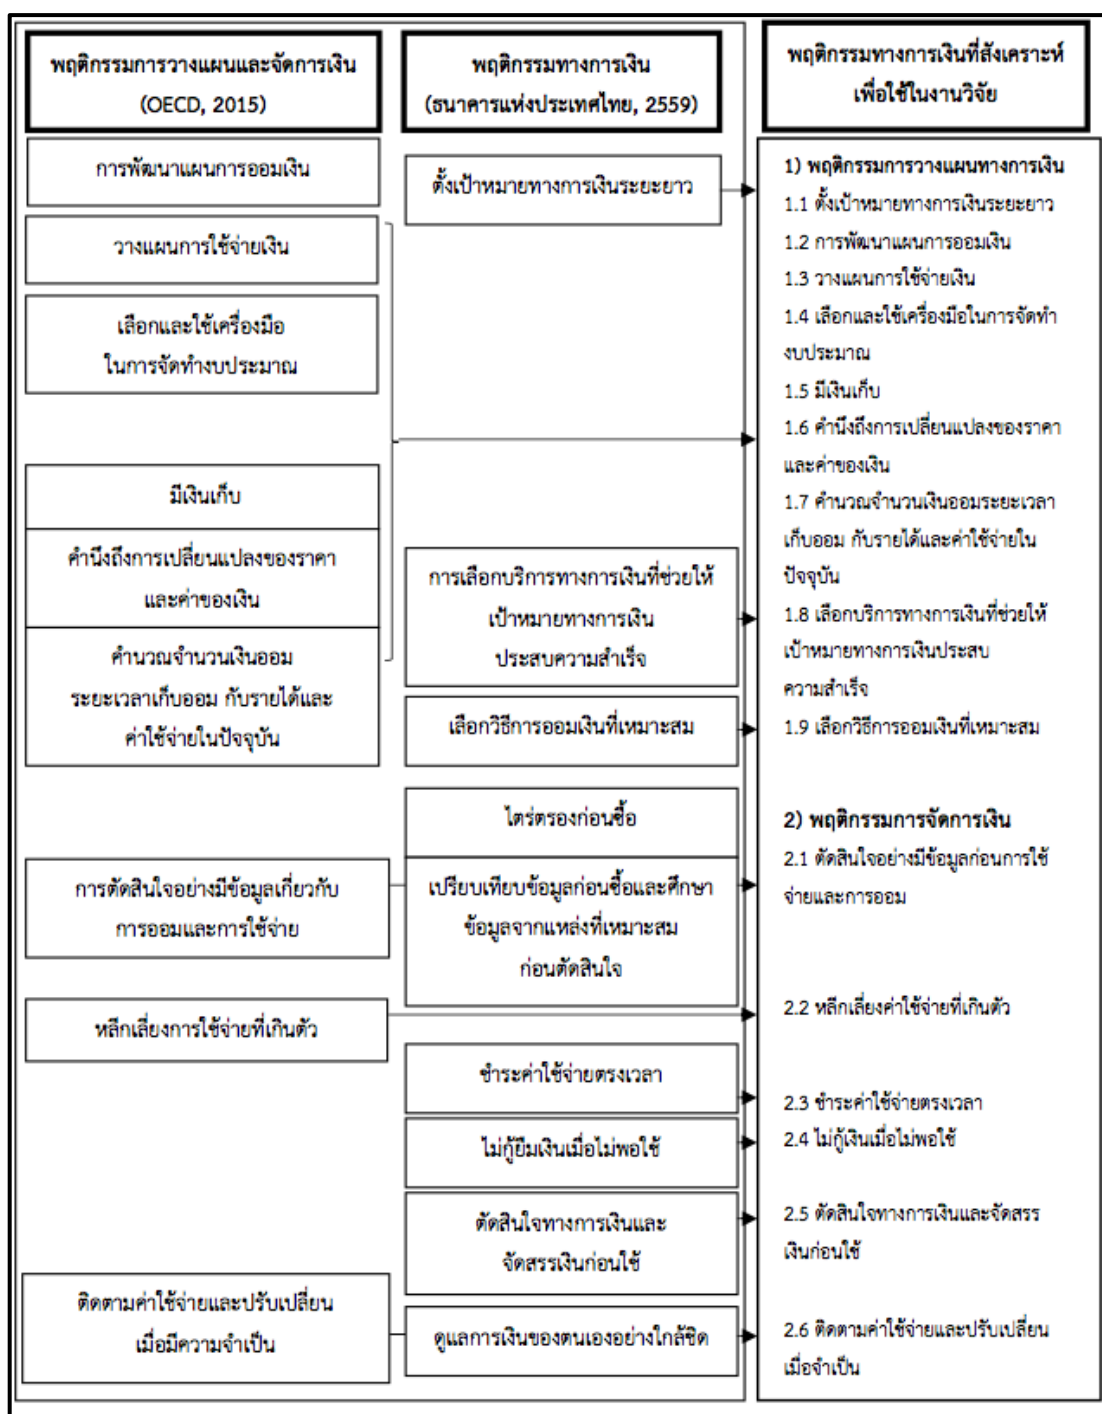 พฤติกรรมการวางแผนและจัดการเงิน
(OECD, 2015)
การพัฒนาแผนการออมเงิน
วางแผนการใช้จ่ายเงิน
เลือกและใช้เครื่องมือ
ในการจัดทำงบประมาณ
มีเงินเก็บ
คำนึงถึงการเปลี่ยนแปลงของราคา
และค่าของเงิน
คำนวณจำนวนเงินออม
ระยะเวลาเก็บออม กับรายได้และ
ค่าใช้จ่ายในปัจจุบัน
การตัดสินใจอย่างมีข้อมูลเกี่ยวกับ
การออมและการใช้จ่าย
หลีกเลี่ยงการใช้จ่ายที่เกินตัว
ติดตามค่าใช้จ่ายและปรับเปลี่ยน
เมื่อมีความจำเป็น
พฤติกรรมทางการเงิน
(ธนาคารแห่งประเทศไทย, 2559)
ตั้งเป้าหมายทางการเงินระยะยาว
การเลือกบริการทางการเงินที่ช่วยให้
เป้าหมายทางการเงิน
ประสบความสำเร็จ
เลือกวิธีการออมเงินที่เหมาะสม
ไตร่ตรองก่อนซื้อ
เปรียบเทียบข้อมูลก่อนซื้อและศึกษา
ข้อมูลจากแหล่งที่เหมาะสม
ก่อนตัดสินใจ
ชำระค่าใช้จ่ายตรงเวลา
ไม่กู้ยืมเงินเมื่อไม่พอใช้
ตัดสินใจทางการเงินและ
จัดสรรเงินก่อนใช้
ดูแลการเงินของตนเองอย่างใกล้ชิด
พฤติกรรมทางการเงินที่สังเคราะห์
เพื่อใช้ในงานวิจัย
1) พฤติกรรมการวางแผนทางการเงิน
1.1 ตั้งเป้าหมายทางการเงินระยะยาว
1.2 การพัฒนาแผนการออมเงิน
1.3 วางแผนการใช้จ่ายเงิน
1.4 เลือกและใช้เครื่องมือในการจัดทำ
งบประมาณ
1.5 มีเงินเก็บ
1.6 คำนึงถึงการเปลี่ยนแปลงของราคา
และค่าของเงิน
1.7 คำนวณจำนวนเงินออมระยะเวลา
เก็บออม กับรายได้และค่าใช้จ่ายใน
ปัจจุบัน
1.8 เลือกบริการทางการเงินที่ช่วยให้
เป้าหมายทางการเงินประสบ
ความสำเร็จ
1.9 เลือกวิธีการออมเงินที่เหมาะสม
2) พฤติกรรมการจัดการเงิน
2.1 ตัดสินใจอย่างมีข้อมูลก่อนการใช้
จ่ายและการออม
2.2 หลีกเลี่ยงค่าใช้จ่ายที่เกินตัว
2.3 ชำระค่าใช้จ่ายตรงเวลา
2.4 ไม่กู้เงินเมื่อไม่พอใช้
2.5 ตัดสินใจทางการเงินและจัดสรร
เงินก่อนใช้
2.6 ติดตามค่าใช้จ่ายและปรับเปลี่ยน
เมื่อจำเป็น